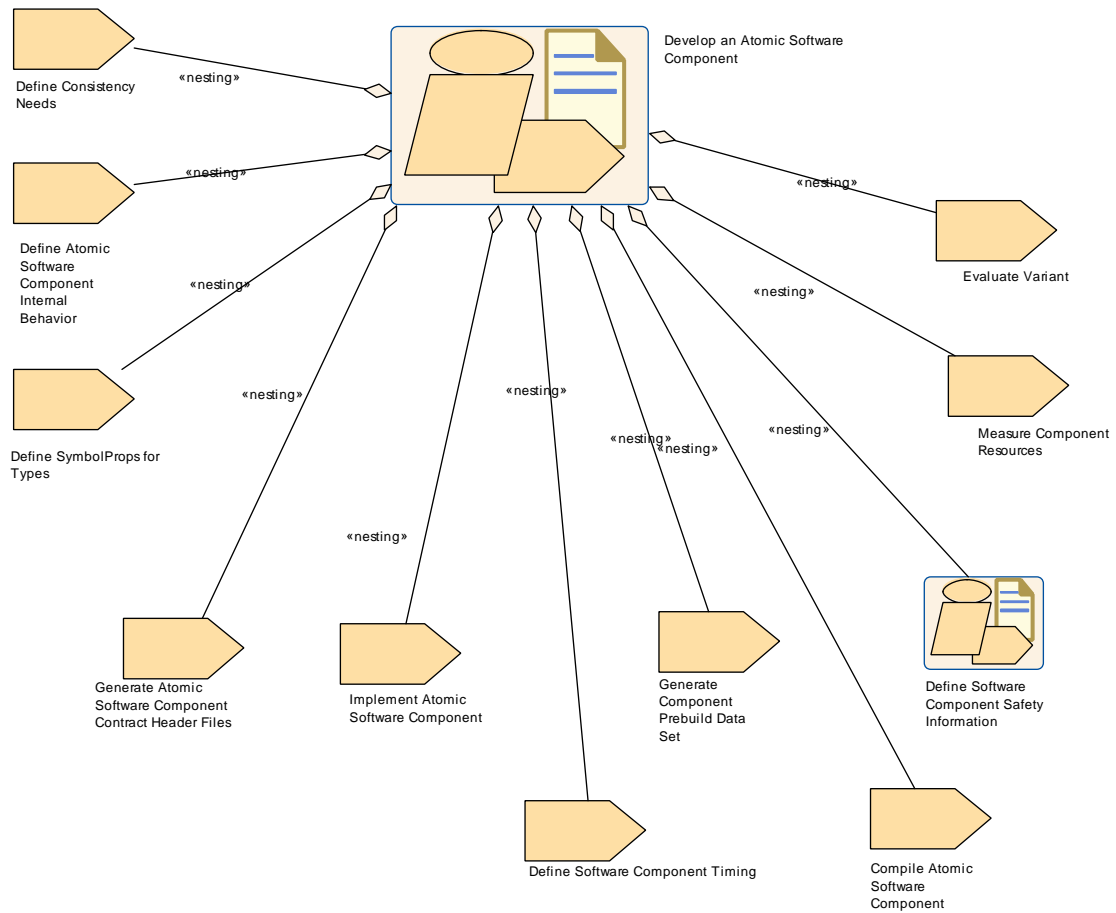 Develop an Atomic Software
Component
Define Consistency
Needs
«nesting»
«nesting»
«nesting»
Define Atomic
Software
Component
Internal
Behavior
Evaluate Variant
«nesting»
«nesting»
«nesting»
«nesting»
Define SymbolProps for
Types
«nesting»
«nesting»
«nesting»
Measure Component
Resources
«nesting»
Generate Atomic
Software Component
Contract Header Files
Implement Atomic
Software Component
Generate
Component
Prebuild Data
Set
Define Software
Component Safety
Information
Define Software Component Timing
Compile Atomic
Software
Component